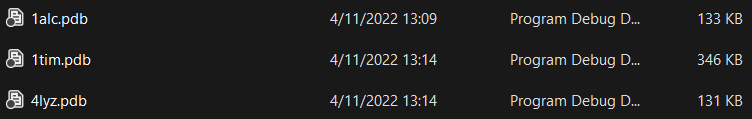 1alc.pdb 4/11/2022 13:09 Program Debug D... 133 KB
1tim.pdb 4/11/2022 13:14 Program Debug D... 346 KB
4lyz.pdb 4/11/2022 13:14 Program Debug D... 131 KB